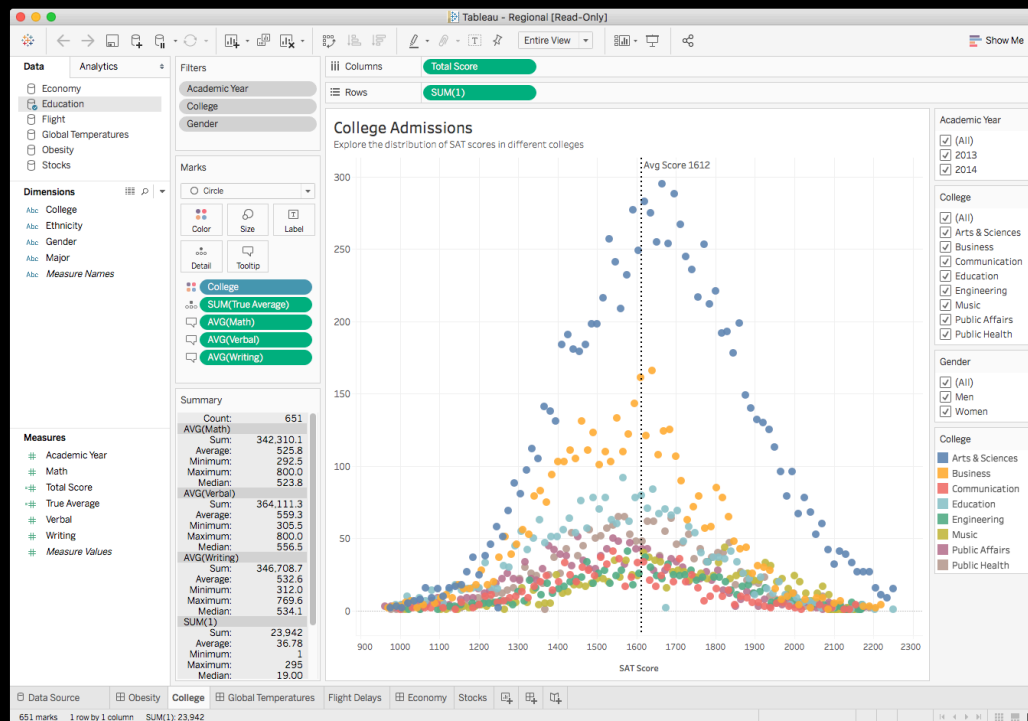 Tableau - Regional [Read-Only]
Entire View
Show Me
Data
Analytics
Economy
Education
Flight
Global Temperatures
Obesity
Stocks
Dimensions
Abc College
Abc Ethnicity
Abc Gender
Abc Major
Abc Measure Names
Measures
# Academic Year
# Math
=# Total Score
=# True Average
# Verbal
# Writing
# Measure Values
Filters
Academic Year
College
Gender
Marks
Circle
Color
Size
Label
Detail
Tooltip
College
SUM(True Average)
AVG(Math)
AVG(Verbal)
AVG(Writing)
Summary
Count: 651
AVG(Math)
Sum: 342,310.1
Average: 525.8
Minimum: 292.5
Maximum: 800.0
Median: 523.8
AVG(Verbal)
Sum: 364,111.3
Average: 559.3
Minimum: 305.5
Maximum: 800.0
Median: 556.5
AVG(Writing)
Sum: 346,708.7
Average: 532.6
Minimum: 312.0
Maximum: 769.6
Median: 534.1
SUM(1)
Sum: 23,942
Average: 36.78
Minimum: 1
Maximum: 295
Median: 19.00
Columns
Total Score
Rows
SUM(1)
College Admissions
Explore the distribution of SAT scores in different colleges
Avg Score 1612
300
250
200
150
100
50
0
900 1000 1100 1200 1300 1400 1500 1600 1700 1800 1900 2000 2100 2200 2300
SAT Score
Academic Year
(All)
2013
2014
College
(All)
Arts & Sciences
Business
Communication
Education
Engineering
Music
Public Affairs
Public Health
Gender
(All)
Men
Women
College
Arts & Sciences
Business
Communication
Education
Engineering
Music
Public Affairs
Public Health
Data Source
Obesity
College
Global Temperatures
Flight Delays
Economy
Stocks
651 marks 1 row by 1 column SUM(1): 23,942